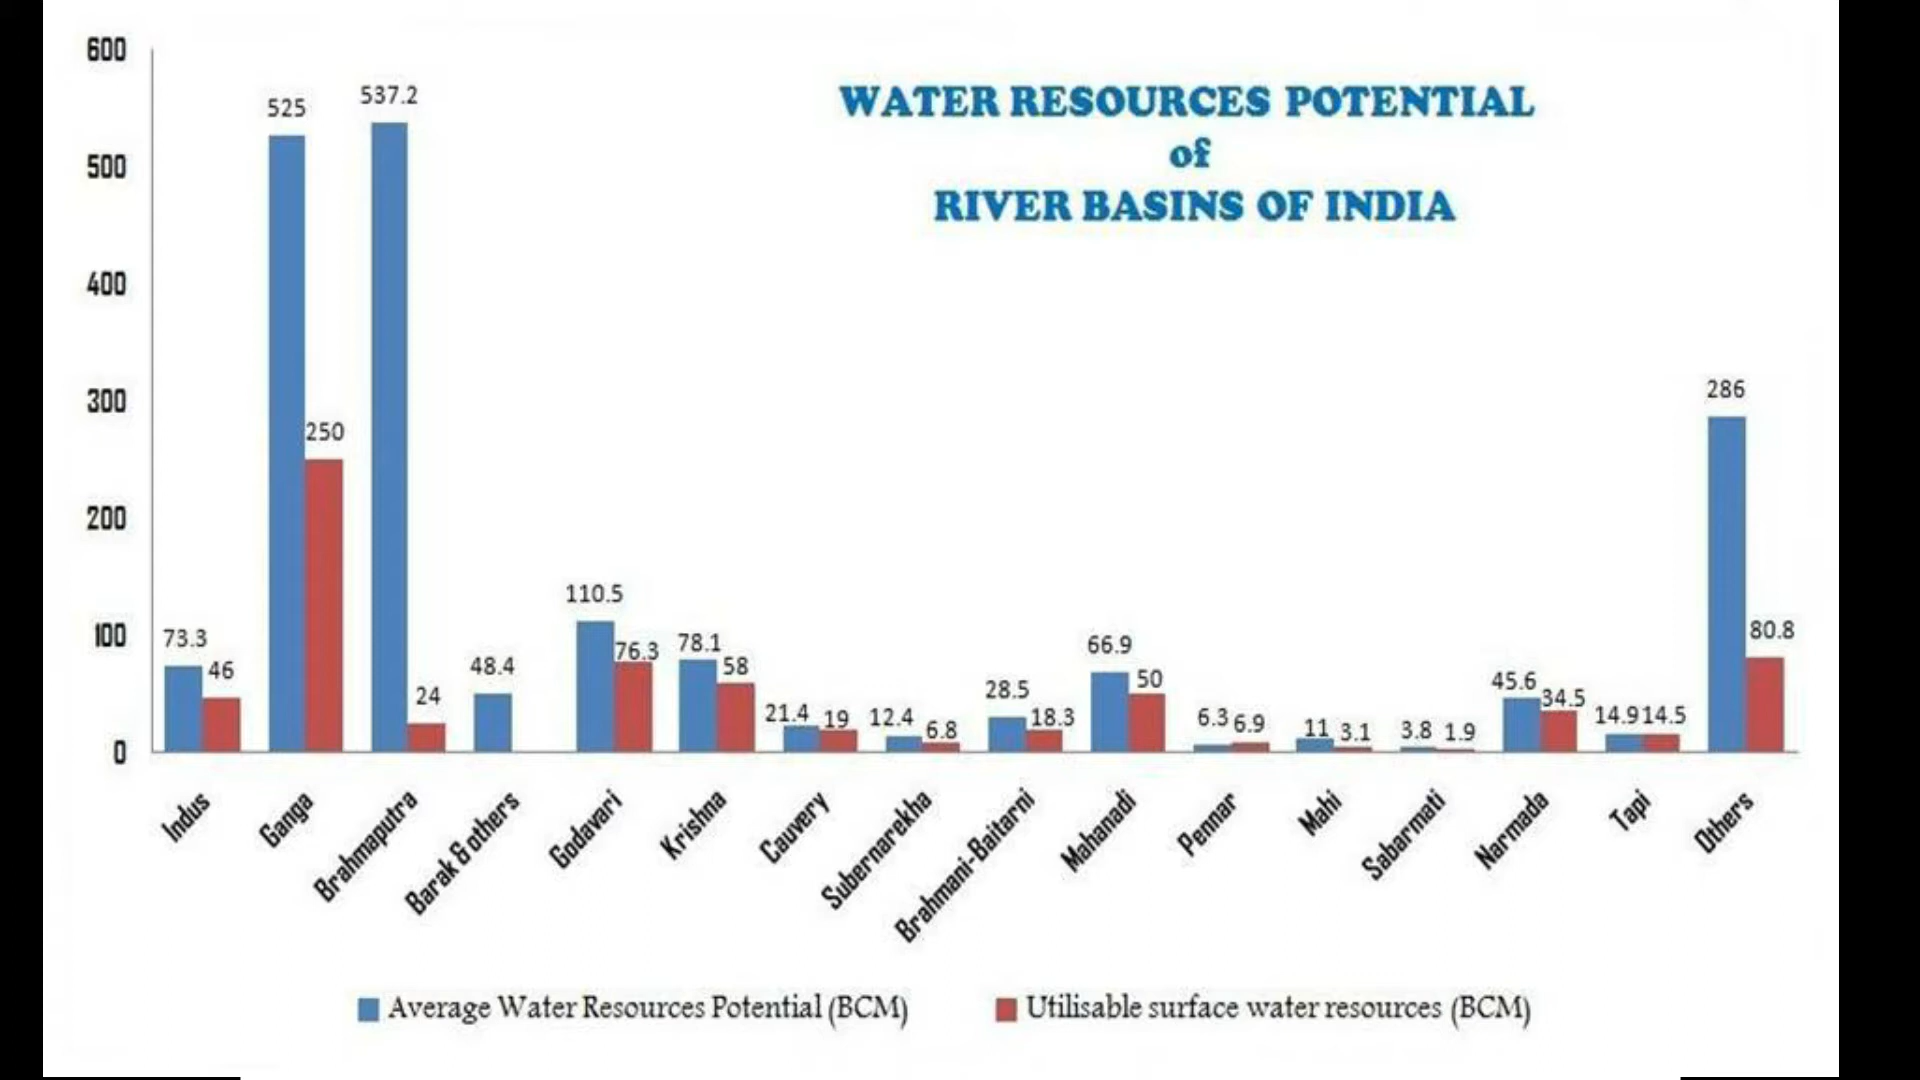 WATER RESOURCES POTENTIAL
of
RIVER BASINS OF INDIA
600
500
400
300
200
100
0
73.3
46
525
250
537.2
24
48.4
110.5
76.3
78.1
58
21.4
19
12.4
6.8
28.5
18.3
66.9
50
6.3
6.9
11
3.1
3.8
1.9
45.6
34.5
14.9
14.5
286
80.8
Indus
Ganga
Brahmaputra
Barak & others
Godavari
Krishna
Cauvery
Subernarekha
Brahmani-Baitarni
Mahanadi
Pennar
Mahi
Sabarmati
Narmada
Tapi
Others
Average Water Resources Potential (BCM)
Utilisable surface water resources (BCM)